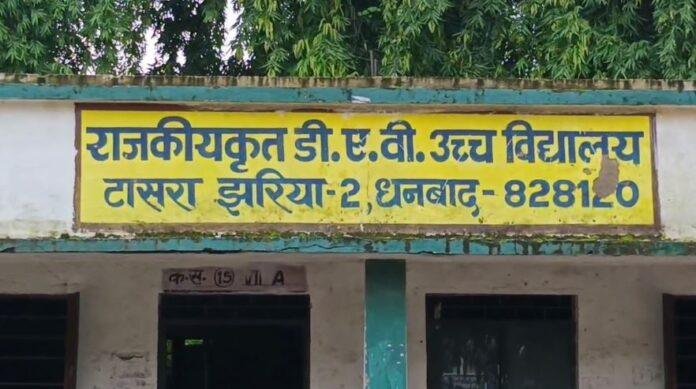 राजकीयकृत डी.ए.वी. उच्च विद्यालय
टासरा झरिया-2, धनबाद-828120
क.स. 15 VII A